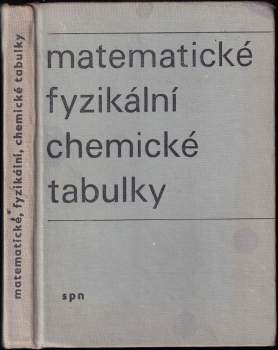 matematické, fyzikální, chemické tabulky
matematické
fyzikální
chemické
tabulky
spn